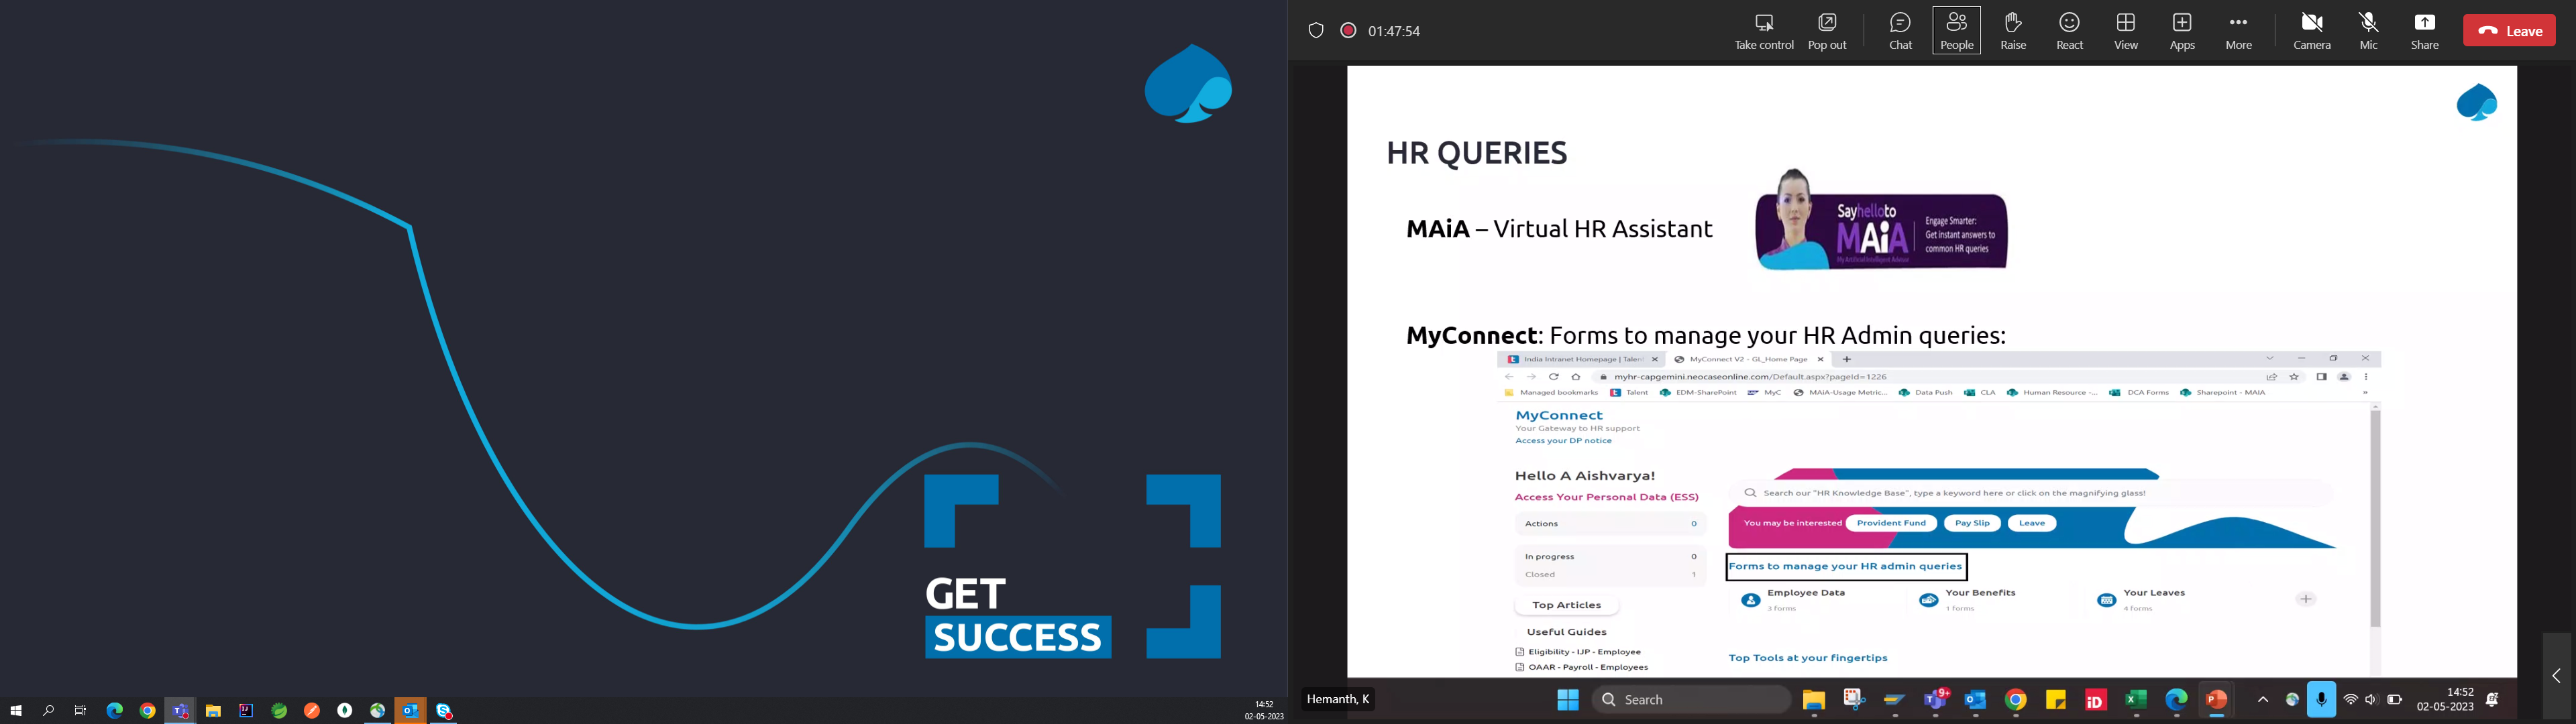 GET
SUCCESS
14:52
02-05-2023
01:47:54
Take control
Pop out
Chat
People
Raise
React
View
Apps
More
Camera
Mic
Share
Leave
HR QUERIES
MAiA – Virtual HR Assistant
Sayhelloto
MAiA
My Artificial Intelligent Advisor
Engage Smarter:
Get instant answers to
common HR queries
MyConnect: Forms to manage your HR Admin queries:
India Intranet Homepage | Talen
MyConnect V2 - GL_Home Page
myhr-capgemini.neocaseonline.com/Default.aspx?pageId=1226
Managed bookmarks
Talent
EDM-SharePoint
MyC
MAiA-Usage Metric...
Data Push
CLA
Human Resource -...
DCA Forms
Sharepoint - MAIA
MyConnect
Your Gateway to HR support
Access your DP notice
Hello A Aishvarya!
Access Your Personal Data (ESS)
Actions 0
In progress 0
Closed 1
Top Articles
Useful Guides
Eligibility - IJP - Employee
OAAR - Payroll - Employees
Search our "HR Knowledge Base", type a keyword here or click on the magnifying glass!
You may be interested
Provident Fund
Pay Slip
Leave
Forms to manage your HR admin queries
Employee Data
3 forms
Your Benefits
1 forms
Your Leaves
4 forms
Top Tools at your fingertips
Hemanth, K
Search
9+
iD
14:52
02-05-2023